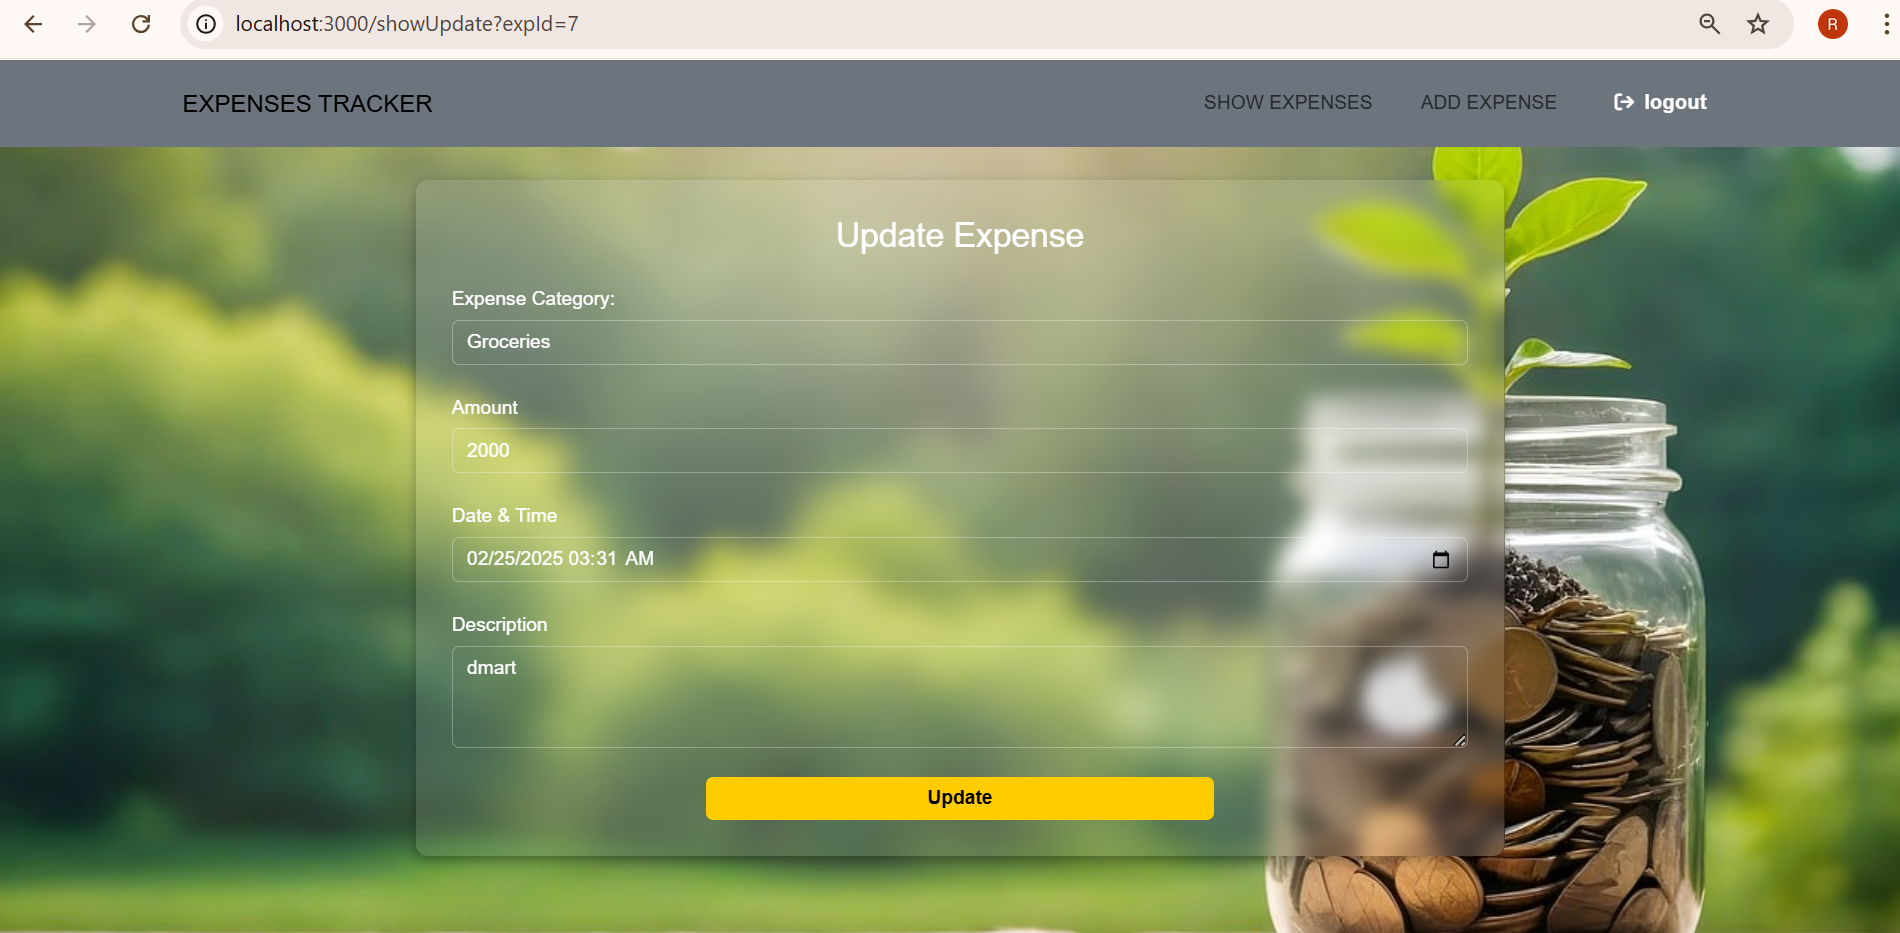 localhost:3000/showUpdate?expId=7
R
EXPENSES TRACKER
SHOW EXPENSES
ADD EXPENSE
logout
Update Expense
Expense Category:
Groceries
Amount
2000
Date & Time
02/25/2025 03:31 AM
Description
dmart
Update